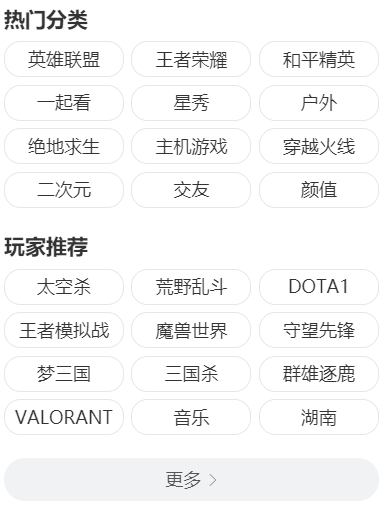 热门分类
英雄联盟 王者荣耀 和平精英
一起看 星秀 户外
绝地求生 主机游戏 穿越火线
二次元 交友 颜值
玩家推荐
太空杀 荒野乱斗 DOTA1
王者模拟战 魔兽世界 守望先锋
梦三国 三国杀 群雄逐鹿
VALORANT 音乐 湖南
更多 >